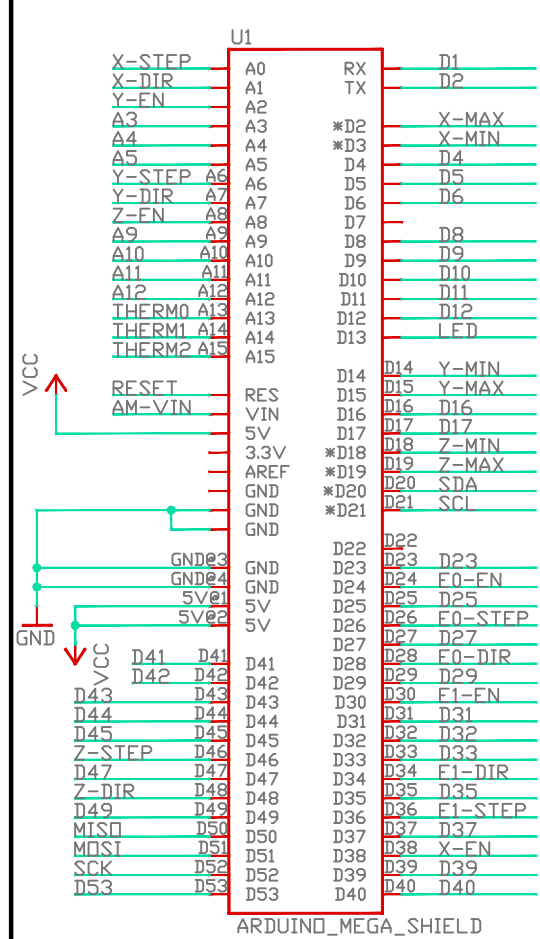 U1
X-STEP A0 RX D1
X-DIR A1 TX D2
Y-EN A2
A3 A3 *D2 X-MAX
A4 A4 *D3 X-MIN
A5 A5 D4 D4
Y-STEP A6 A6 D5 D5
Y-DIR A7 A7 D6 D6
Z-EN A8 A8 D7
A9 A9 A9 D8 D8
A10 A10 A10 D9 D9
A11 A11 A11 D10 D10
A12 A12 A12 D11 D11
THERM0 A13 A13 D12 D12
THERM1 A14 A14 D13 LED
THERM2 A15 A15
VCC
D14 D14 Y-MIN
RESET RES D15 D15 Y-MAX
AM-VIN VIN D16 D16 D16
5V D17 D17 D17
3.3V *D18 D18 Z-MIN
AREF *D19 D19 Z-MAX
GND *D20 D20 SDA
GND *D21 D21 SCL
GND
D22 D22
GND@3 GND D23 D23 D23
GND@4 GND D24 D24 E0-EN
5V@1 5V D25 D25 D25
5V@2 5V D26 D26 E0-STEP
GND
D27 D27 D27
VCC
D41 D41 D41 D28 D28 E0-DIR
D42 D42 D42 D29 D29 D29
D43 D43 D43 D30 D30 E1-EN
D44 D44 D44 D31 D31 D31
D45 D45 D45 D32 D32 D32
Z-STEP D46 D46 D33 D33 D33
D47 D47 D47 D34 D34 E1-DIR
Z-DIR D48 D48 D35 D35 D35
D49 D49 D49 D36 D36 E1-STEP
MISO D50 D50 D37 D37 D37
MOSI D51 D51 D38 D38 X-EN
SCK D52 D52 D39 D39 D39
D53 D53 D53 D40 D40 D40
ARDUINO_MEGA_SHIELD